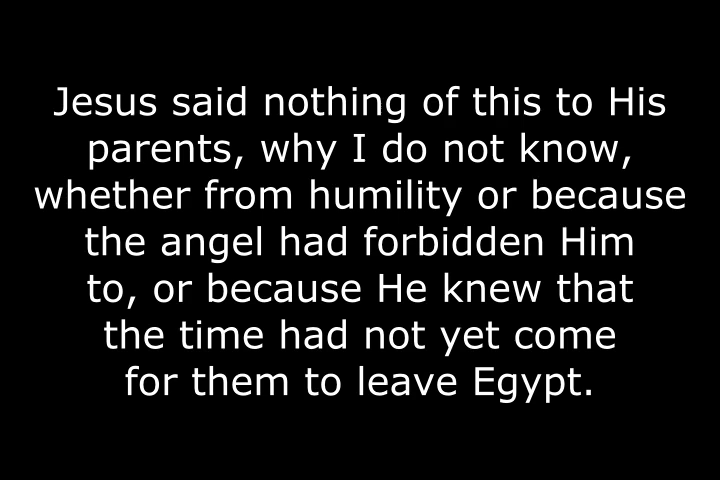 Jesus said nothing of this to His
parents, why I do not know,
whether from humility or because
the angel had forbidden Him
to, or because He knew that
the time had not yet come
for them to leave Egypt.